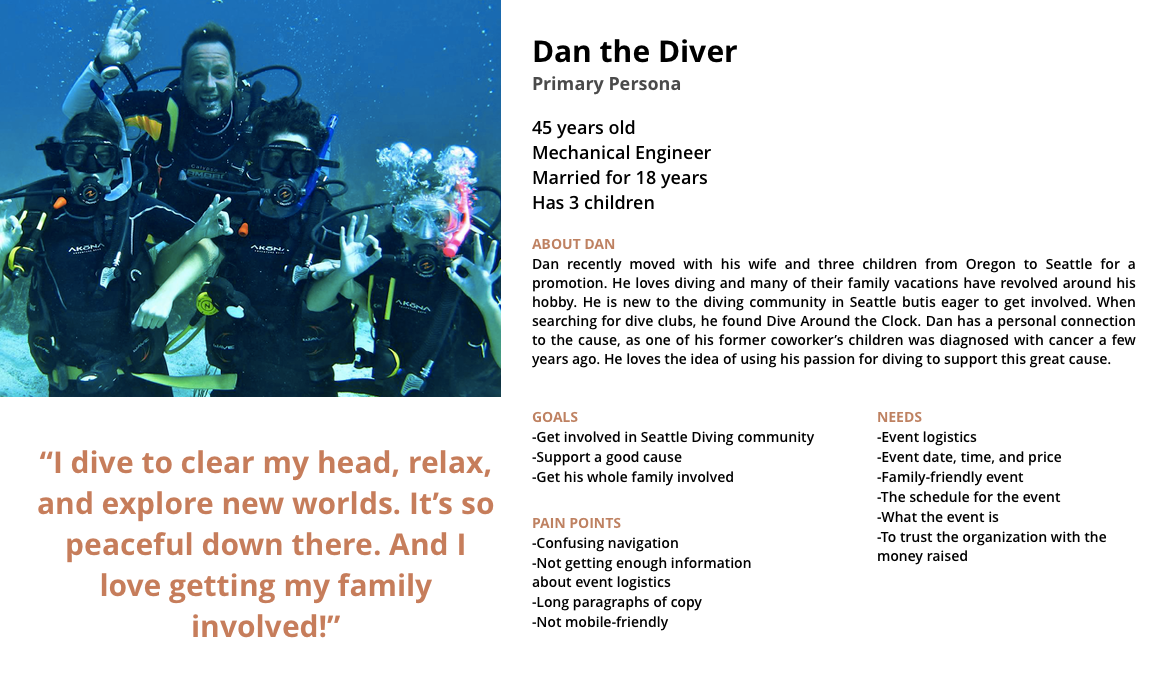 Dan the Diver
Primary Persona
45 years old
Mechanical Engineer
Married for 18 years
Has 3 children
ABOUT DAN
Dan recently moved with his wife and three children from Oregon to Seattle for a
promotion. He loves diving and many of their family vacations have revolved around his
hobby. He is new to the diving community in Seattle butis eager to get involved. When
searching for dive clubs, he found Dive Around the Clock. Dan has a personal connection
to the cause, as one of his former coworker’s children was diagnosed with cancer a few
years ago. He loves the idea of using his passion for diving to support this great cause.
GOALS
-Get involved in Seattle Diving community
-Support a good cause
-Get his whole family involved
PAIN POINTS
-Confusing navigation
-Not getting enough information
about event logistics
-Long paragraphs of copy
-Not mobile-friendly
NEEDS
-Event logistics
-Event date, time, and price
-Family-friendly event
-The schedule for the event
-What the event is
-To trust the organization with the
money raised
“I dive to clear my head, relax,
and explore new worlds. It’s so
peaceful down there. And I
love getting my family
involved!”
AKONA
AKONA
AKONA